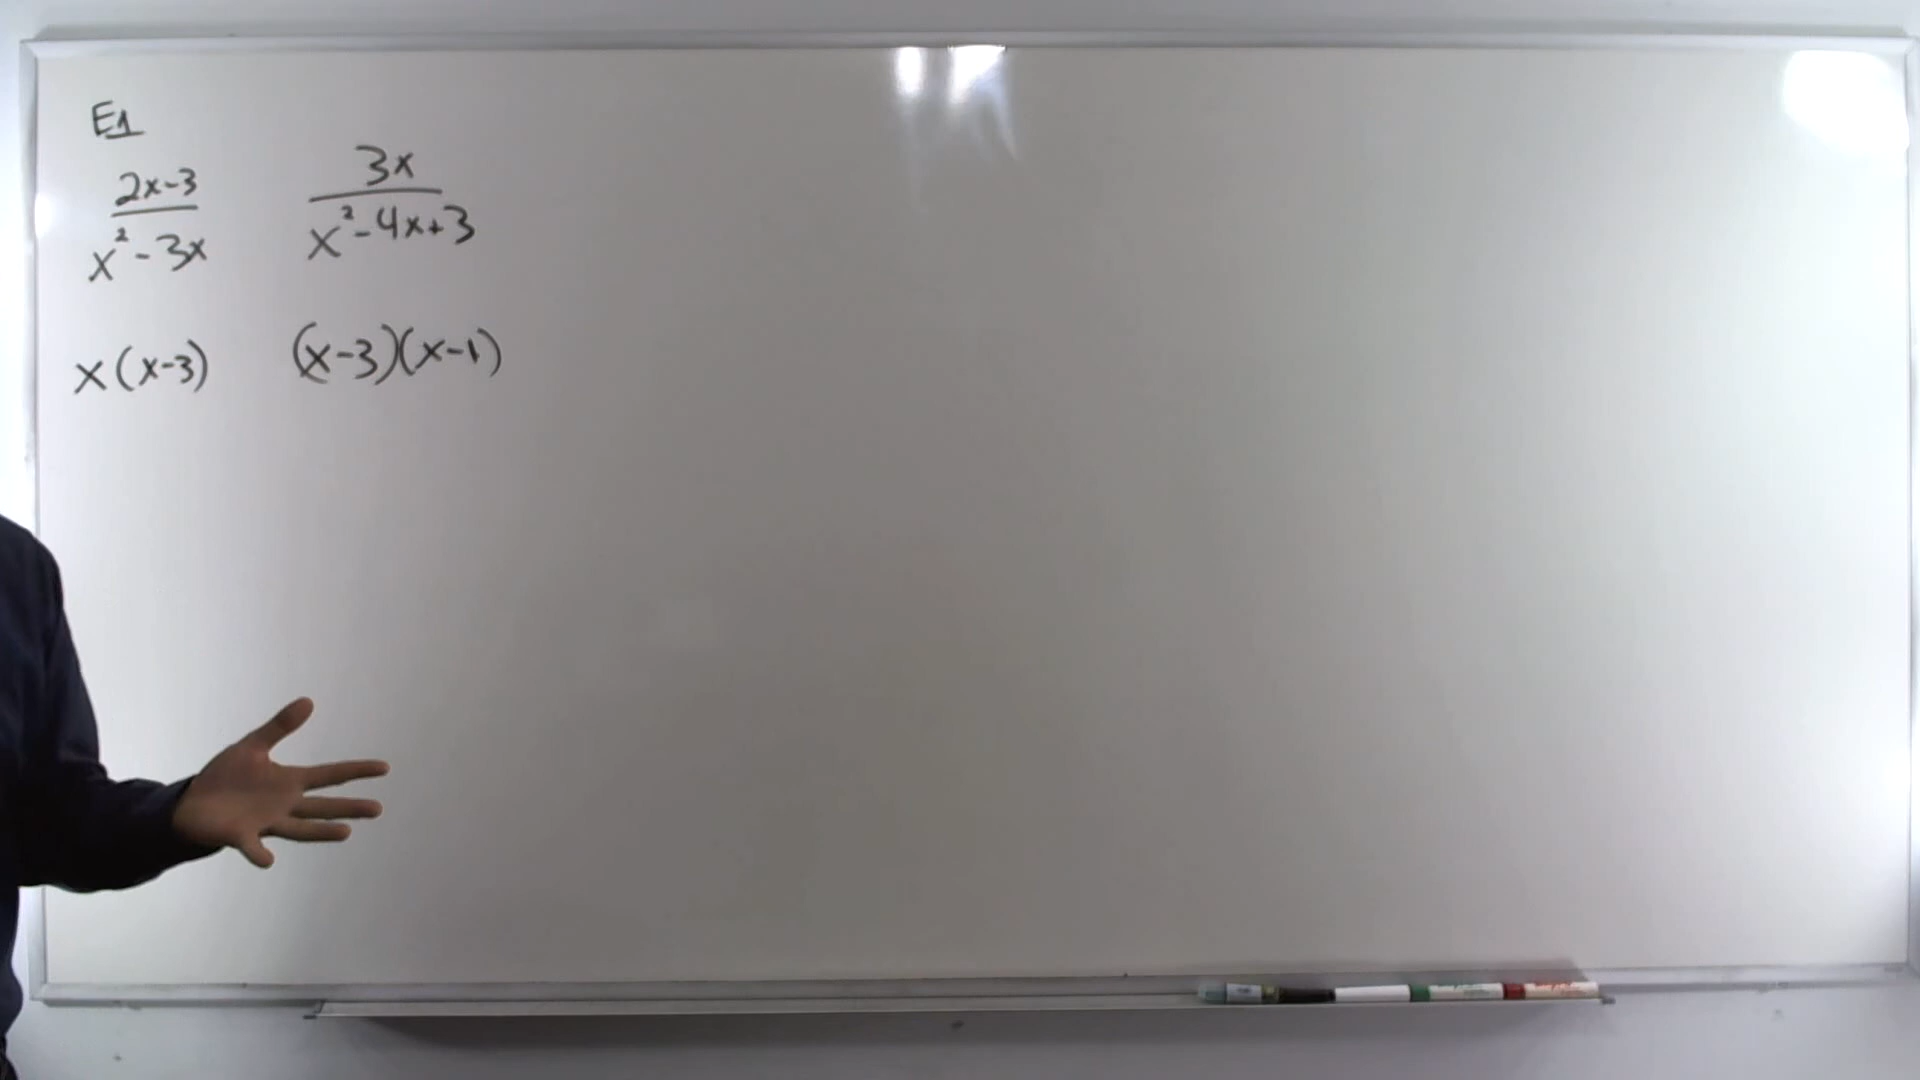 E1
2x-3 / x² - 3x    3x / x² - 4x + 3
x(x-3)    (x-3)(x-1)